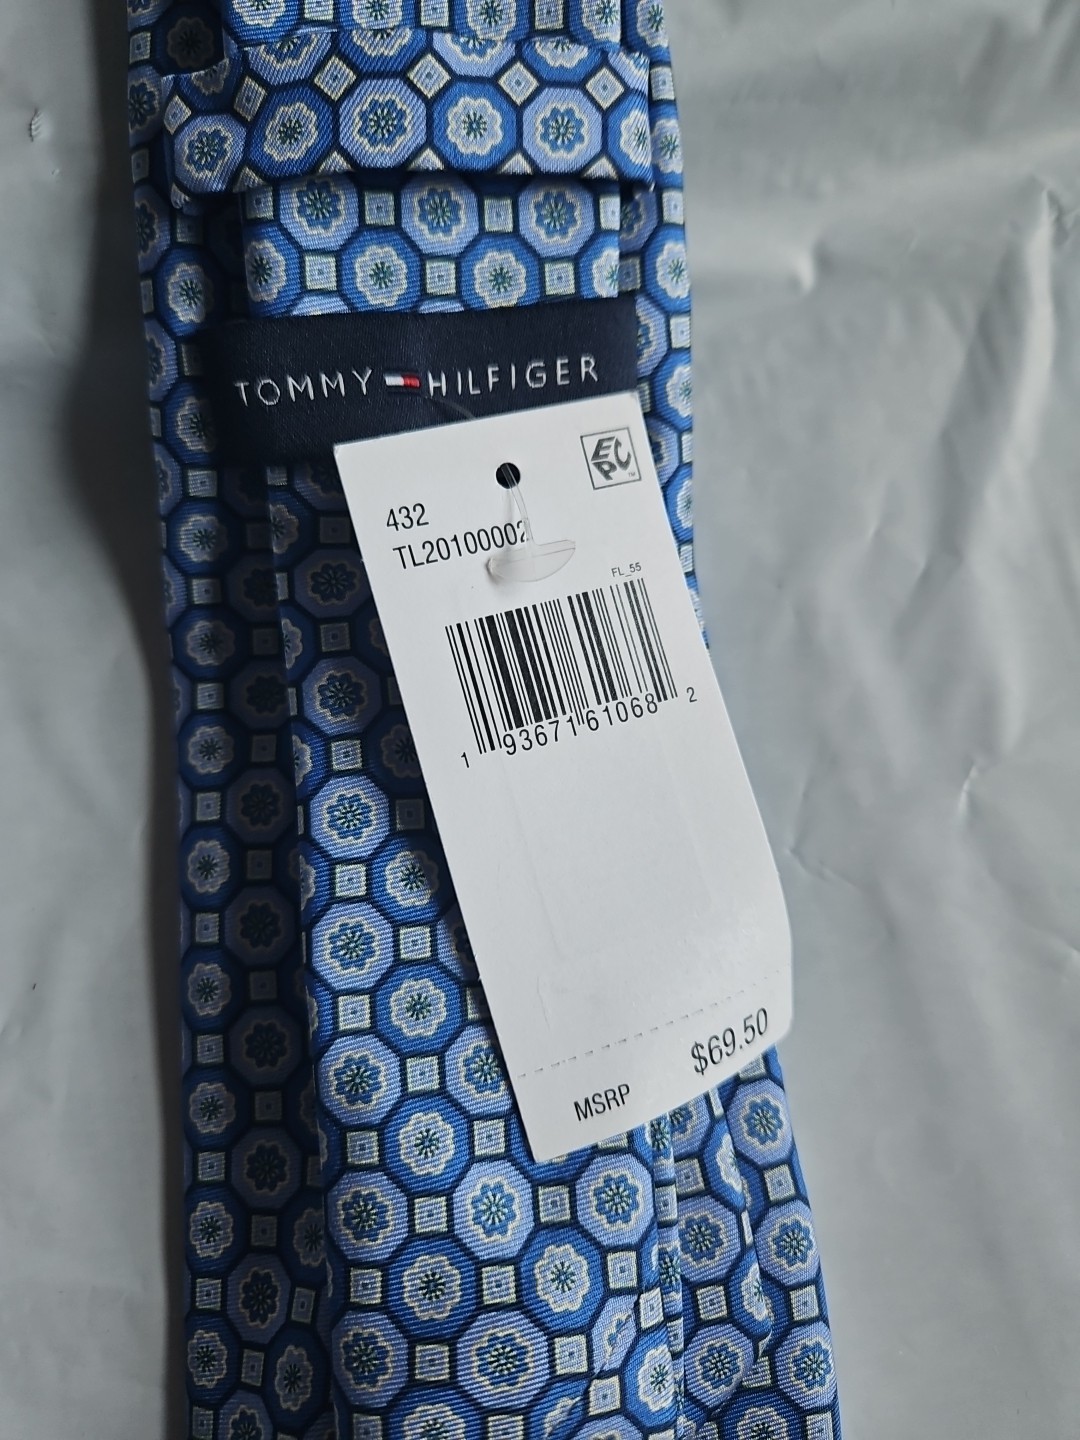 TOMMY HILFIGER
EPC
432
TL20100002
FL_55
1 93671 61068 2
$69.50
MSRP